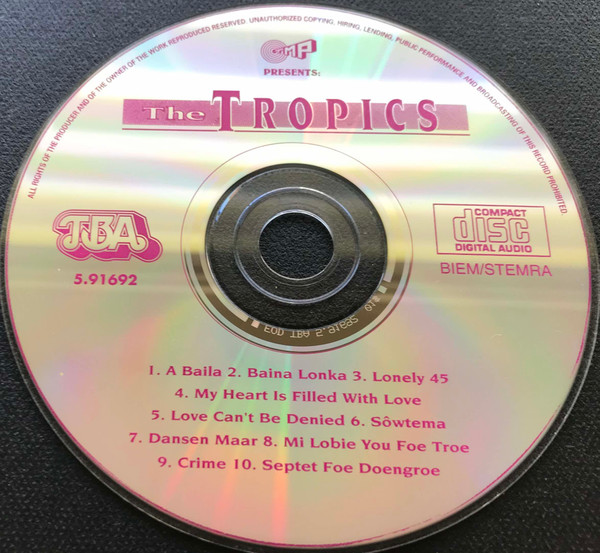 ALL RIGHTS OF THE PRODUCER AND OF THE OWNER OF THE WORK REPRODUCED RESERVED. UNAUTHORIZED COPYING, HIRING, LENDING, PUBLIC PERFORMANCE AND BROADCASTING OF THIS RECORD PROHIBITED.
GMP
PRESENTS:
The TROPICS
TBA
5.91692
COMPACT
disc
DIGITAL AUDIO
BIEM/STEMRA
EOD TBA 5.91692
1. A Baila 2. Baina Lonka 3. Lonely 45
4. My Heart Is Filled With Love
5. Love Can't Be Denied 6. Sôwtema
7. Dansen Maar 8. Mi Lobie You Foe Troe
9. Crime 10. Septet Foe Doengroe